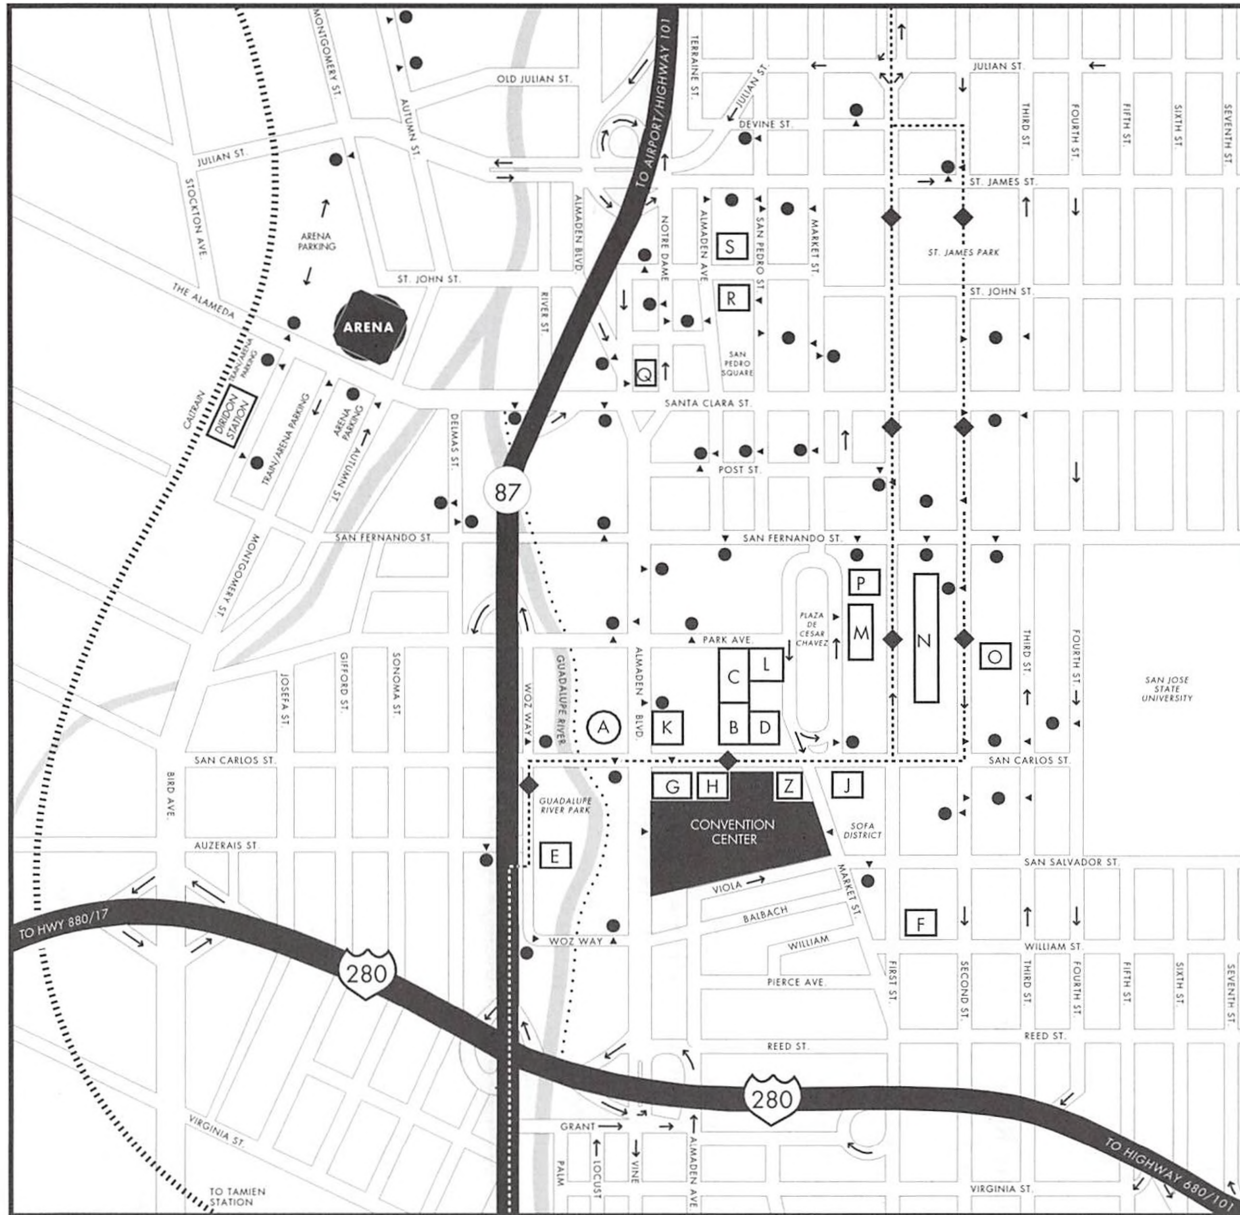 MONTGOMERY ST.
AUTUMN ST.
OLD JULIAN ST.
TO AIRPORT/HIGHWAY 101
TERRAINE ST.
JULIAN ST.
DEVINE ST.
JULIAN ST.
THIRD ST.
FOURTH ST.
FIFTH ST.
SIXTH ST.
SEVENTH ST.
JULIAN ST.
STOCKTON AVE.
ARENA
PARKING
ST. JAMES ST.
ALMADEN BLVD.
NOTRE DAME
ALMADEN AVE
SAN PEDRO ST
MARKET ST.
S
ST. JAMES PARK
THE ALAMEDA
ST. JOHN ST.
RIVER ST.
R
ST. JOHN ST.
ARENA
TRAIN/ARENA
PARKING
SAN
PEDRO
SQUARE
Q
CALTRAIN
DIRIDON
STATION
TRAIN/ARENA PARKING
ARENA
PARKING
AUTUMN ST.
SANTA CLARA ST.
DELMAS ST.
POST ST.
87
SAN FERNANDO ST.
SAN FERNANDO ST.
MONTGOMERY ST.
P
PLAZA
DE
CESAR
CHAVEZ
M
N
O
PARK AVE.
C
L
THIRD ST.
FOURTH ST.
GIFFORD ST.
SONOMA ST.
JOSEFA ST.
WOZ WAY
GUADALUPE RIVER
ALMADEN
BLVD.
SAN JOSE
STATE
UNIVERSITY
A
K
B
D
SAN CARLOS ST.
SAN CARLOS ST.
BIRD AVE.
GUADALUPE
RIVER PARK
G
H
Z
J
CONVENTION
CENTER
SOFA
DISTRICT
AUZERAIS ST.
E
SAN SALVADOR ST.
VIOLA
MARKET ST.
BALBACH
F
TO HWY 880/17
WOZ WAY
WILLIAM
WILLIAM ST.
280
PIERCE AVE.
FIRST ST.
SECOND ST.
THIRD ST.
FOURTH ST.
FIFTH ST.
SIXTH ST.
SEVENTH ST.
REED ST.
REED ST.
280
VIRGINIA ST.
GRANT
PALM
LOCUST
VINE
ALMADEN AVE
TO HIGHWAY 680/101
TO TAMIEN
STATION
VIRGINIA ST.